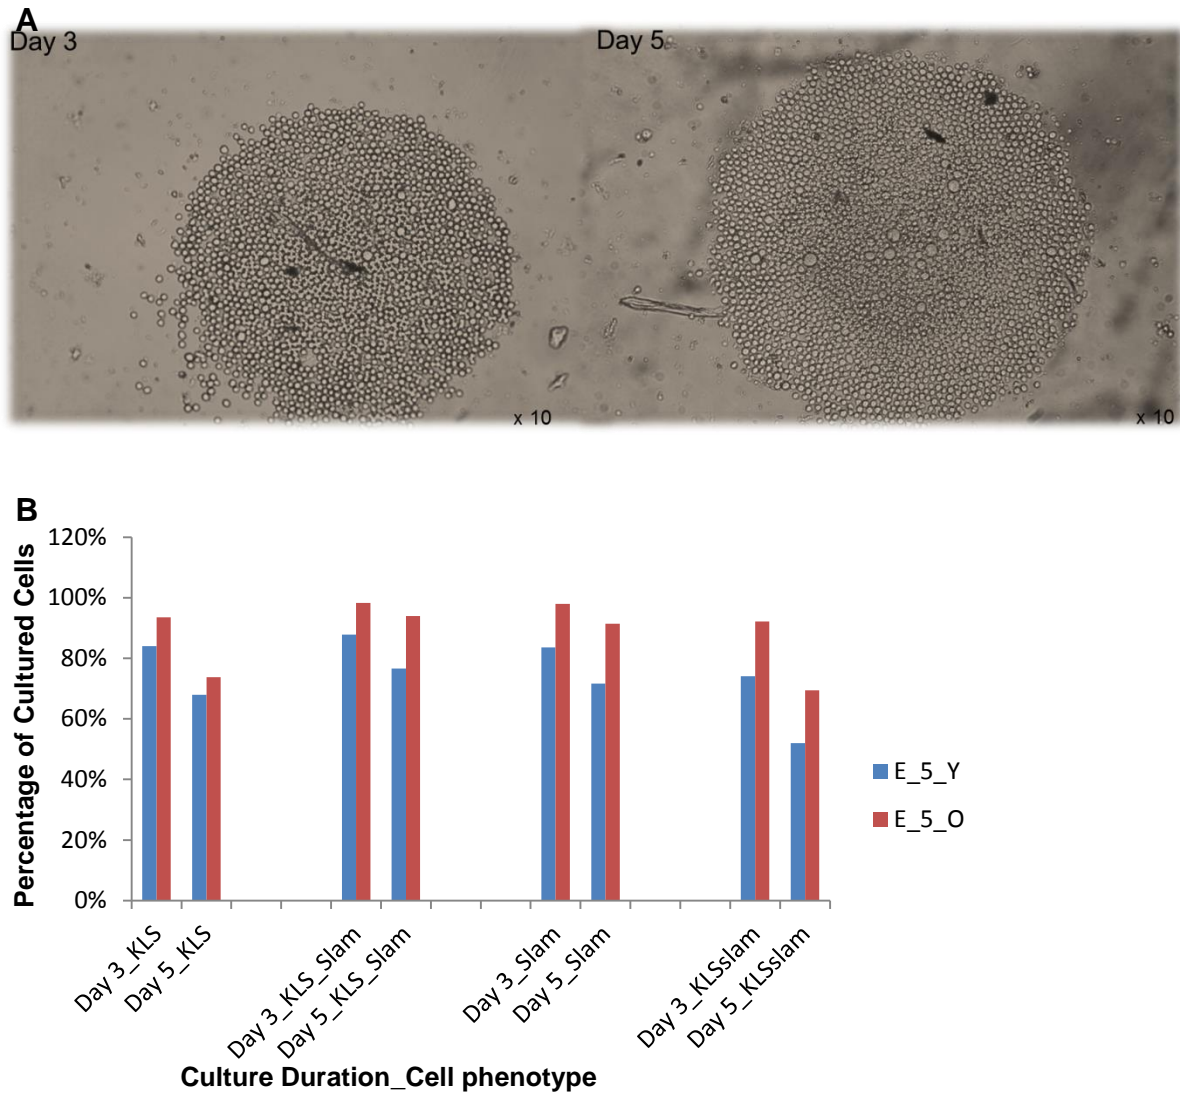 A
Day 3
Day 5
x 10
x 10
B
Percentage of Cultured Cells
120%
100%
80%
60%
40%
20%
0%
Day 3_KLS
Day 5_KLS
Day 3_KLS_Slam
Day 5_KLS_Slam
Day 3_Slam
Day 5_Slam
Day 3_KLSslam
Day 5_KLSslam
Culture Duration_Cell phenotype
E_5_Y
E_5_O